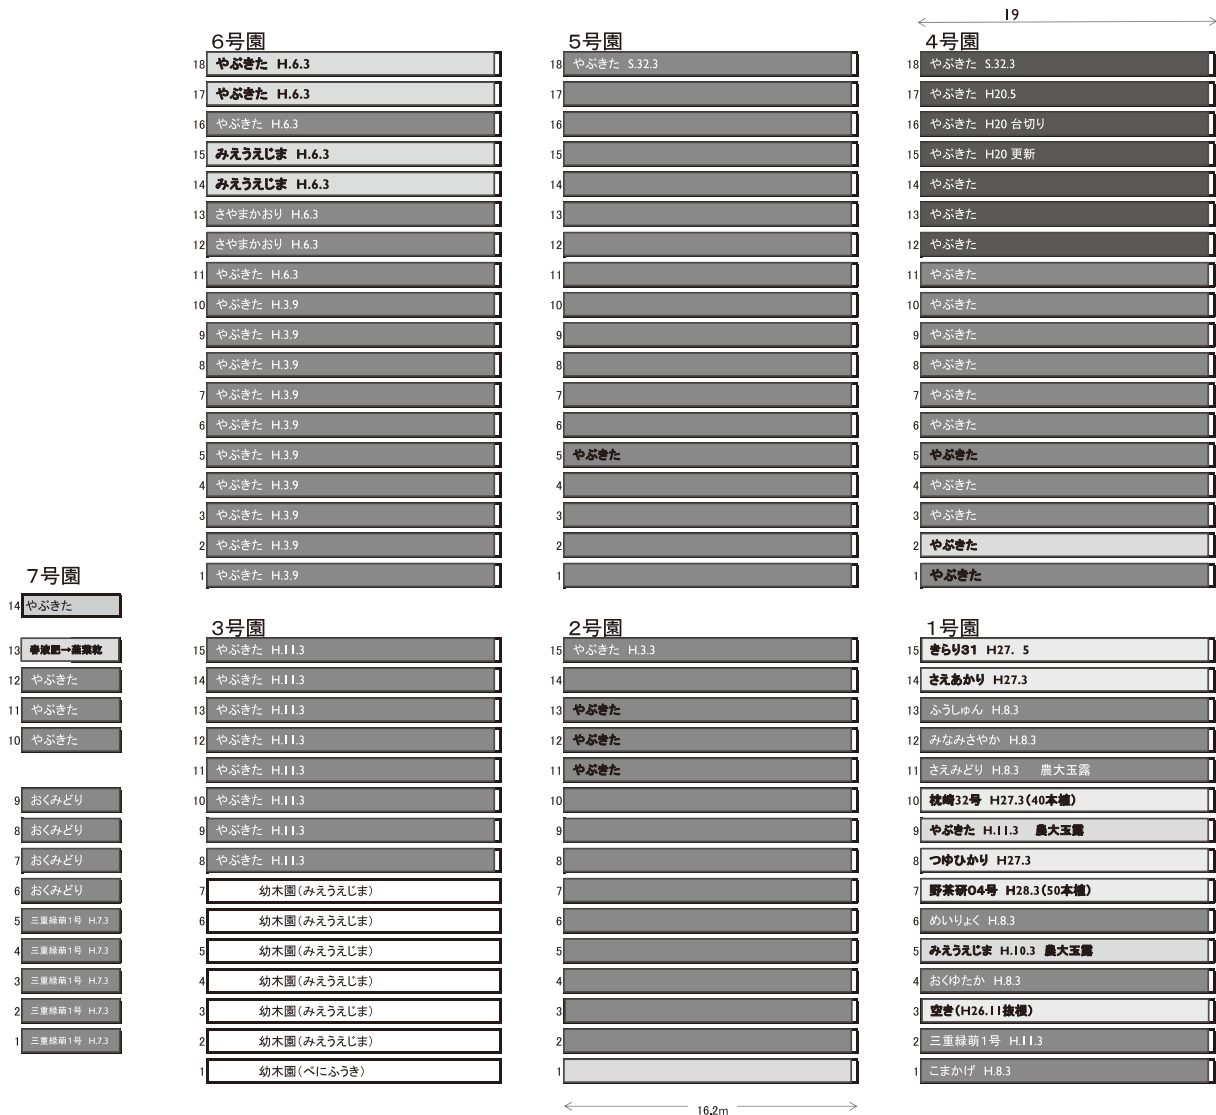 19
6号園
18 やぶきた H.6.3
17 やぶきた H.6.3
16 やぶきた H.6.3
15 みえうえじま H.6.3
14 みえうえじま H.6.3
13 さやまかおり H.6.3
12 さやまかおり H.6.3
11 やぶきた H.6.3
10 やぶきた H.3.9
9 やぶきた H.3.9
8 やぶきた H.3.9
7 やぶきた H.3.9
6 やぶきた H.3.9
5 やぶきた H.3.9
4 やぶきた H.3.9
3 やぶきた H.3.9
2 やぶきた H.3.9
1 やぶきた H.3.9
5号園
18 やぶきた S.32.3
17
16
15
14
13
12
11
10
9
8
7
6
5 やぶきた
4
3
2
1
4号園
18 やぶきた S.32.3
17 やぶきた H20.5
16 やぶきた H20 台切り
15 やぶきた H20 更新
14 やぶきた
13 やぶきた
12 やぶきた
11 やぶきた
10 やぶきた
9 やぶきた
8 やぶきた
7 やぶきた
6 やぶきた
5 やぶきた
4 やぶきた
3 やぶきた
2 やぶきた
1 やぶきた
7号園
14 やぶきた
13 春液肥→蒸葉乾
12 やぶきた
11 やぶきた
10 やぶきた
9 おくみどり
8 おくみどり
7 おくみどり
6 おくみどり
5 三重緑萌1号 H.7.3
4 三重緑萌1号 H.7.3
3 三重緑萌1号 H.7.3
2 三重緑萌1号 H.7.3
1 三重緑萌1号 H.7.3
3号園
15 やぶきた H.11.3
14 やぶきた H.11.3
13 やぶきた H.11.3
12 やぶきた H.11.3
11 やぶきた H.11.3
10 やぶきた H.11.3
9 やぶきた H.11.3
8 やぶきた H.11.3
7 幼木園(みえうえじま)
6 幼木園(みえうえじま)
5 幼木園(みえうえじま)
4 幼木園(みえうえじま)
3 幼木園(みえうえじま)
2 幼木園(みえうえじま)
1 幼木園(べにふうき)
2号園
15 やぶきた H.3.3
14
13 やぶきた
12 やぶきた
11 やぶきた
10
9
8
7
6
5
4
3
2
1
16.2m
1号園
15 きらり31 H27. 5
14 さえあかり H27.3
13 ふうしゅん H.8.3
12 みなみさやか H.8.3
11 さえみどり H.8.3 農大玉露
10 枕崎32号 H27.3(40本植)
9 やぶきた H.11.3 農大玉露
8 つゆひかり H27.3
7 野茶研04号 H28.3(50本植)
6 めいりょく H.8.3
5 みえうえじま H.10.3 農大玉露
4 おくゆたか H.8.3
3 空き(H26.11抜根)
2 三重緑萌1号 H.11.3
1 こまかげ H.8.3